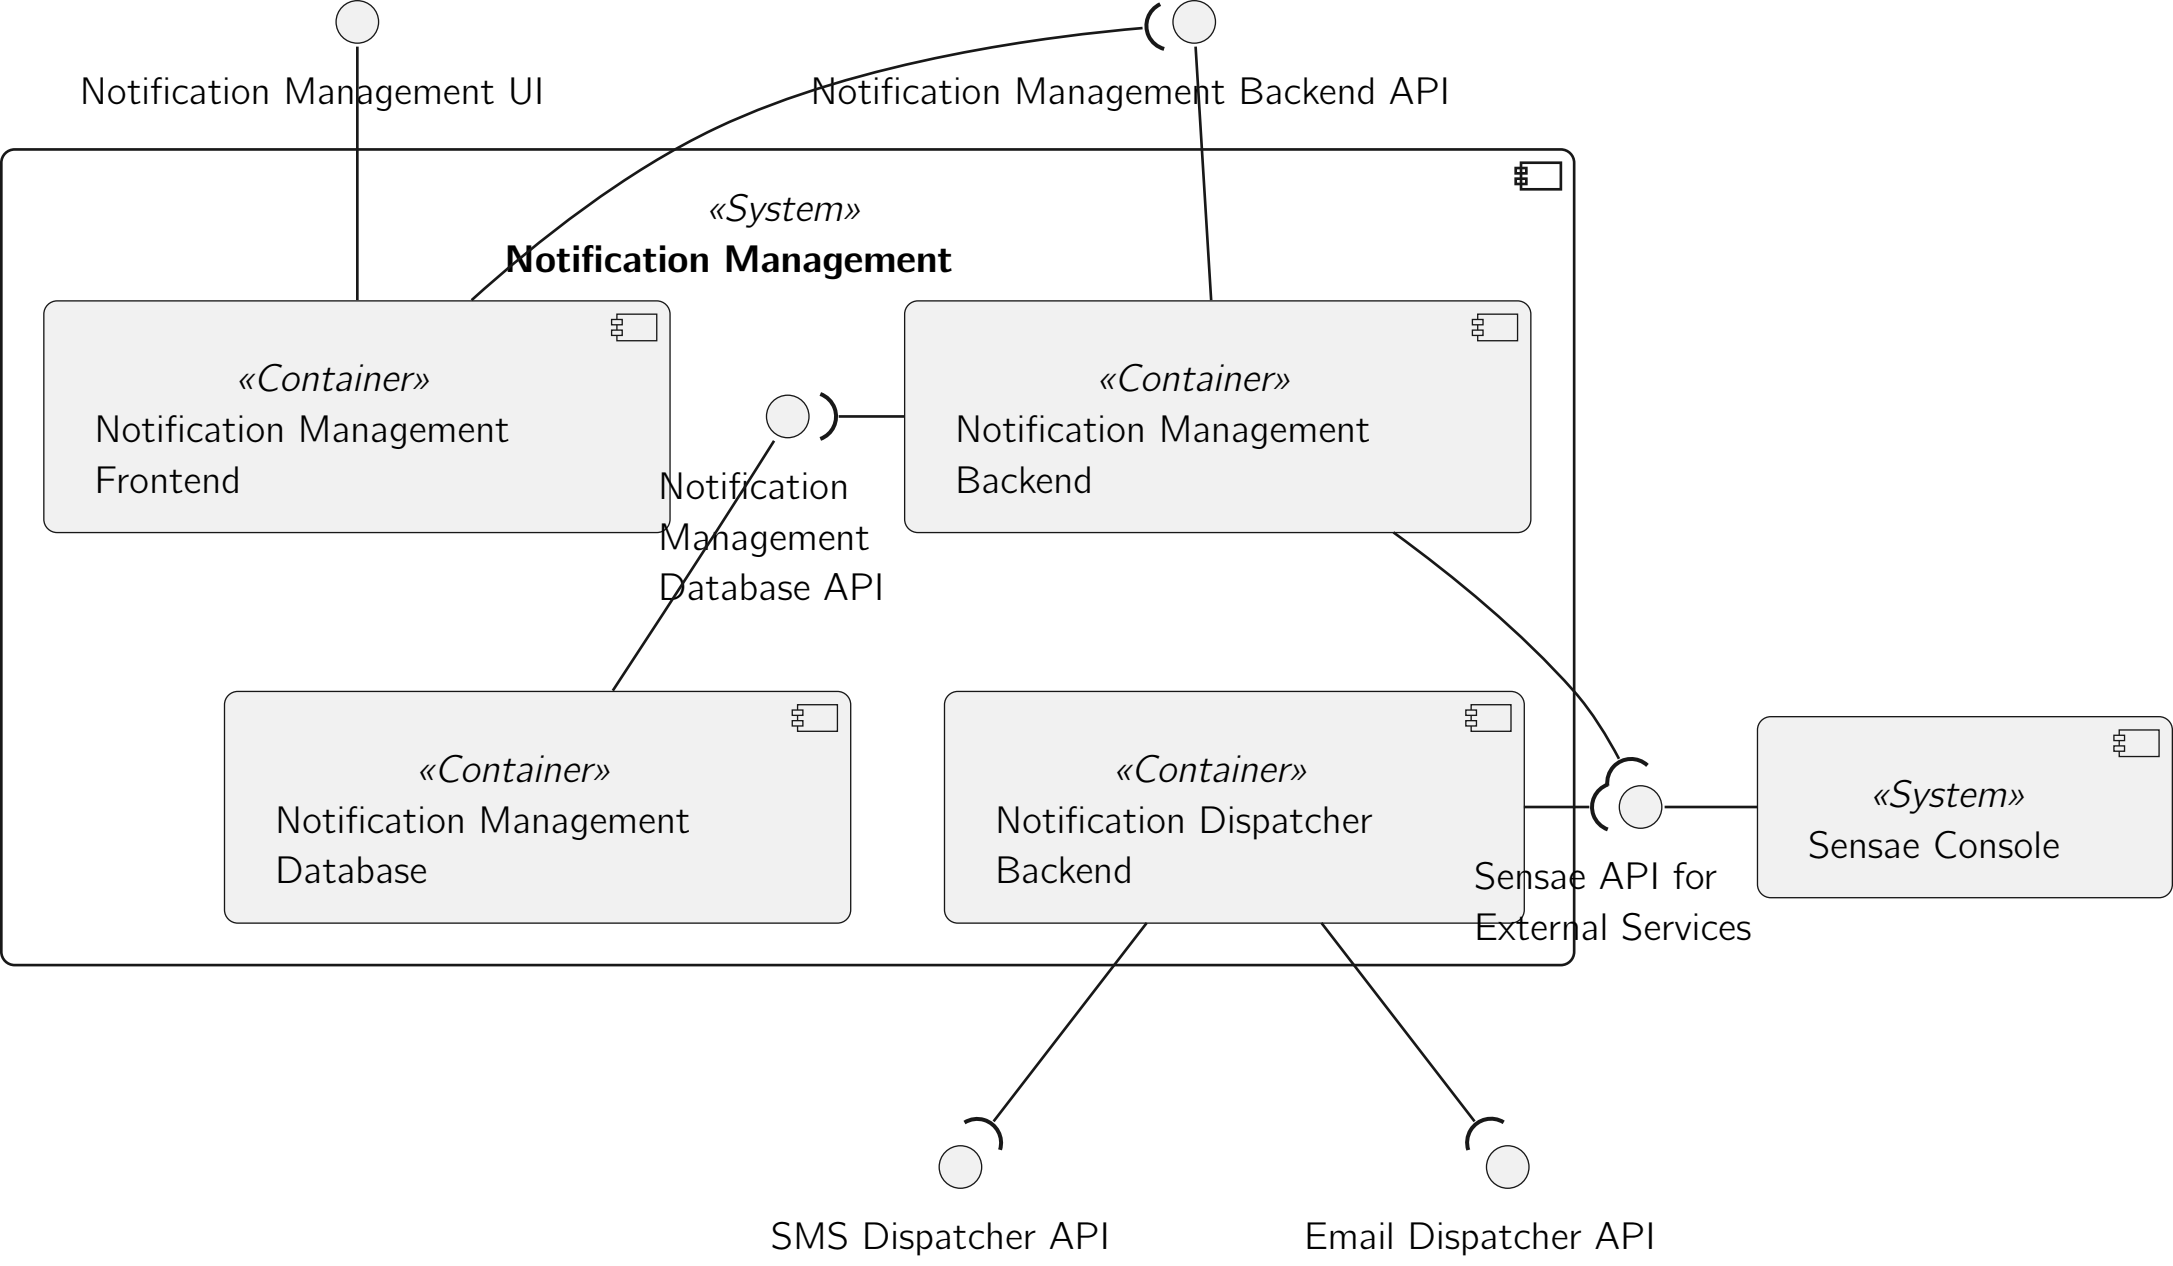 Notification Management UI
Notification Management Backend API
«System»
Notification Management
«Container»
Notification Management
Frontend
«Container»
Notification Management
Backend
Notification
Management
Database API
«Container»
Notification Management
Database
«Container»
Notification Dispatcher
Backend
«System»
Sensae Console
Sensae API for
External Services
SMS Dispatcher API
Email Dispatcher API